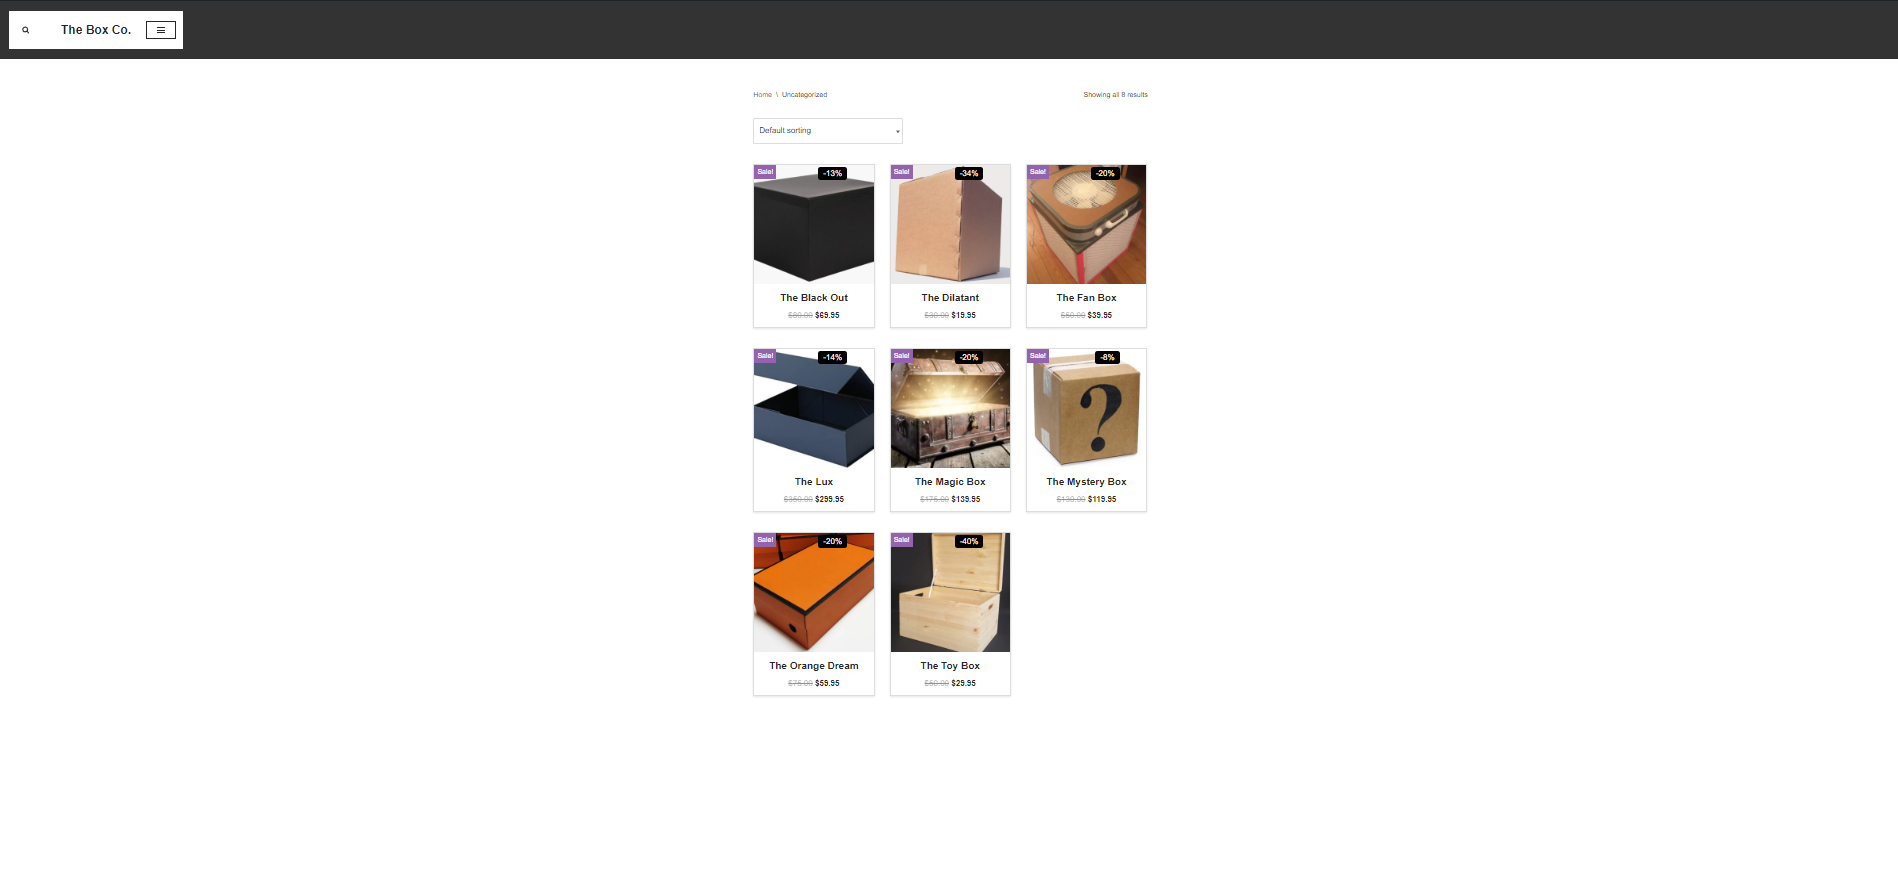 The Box Co.
Home \ Uncategorized
Showing all 8 results
Default sorting
Sale! -13%
Sale! -34%
Sale! -20%
The Black Out
The Dilatant
The Fan Box
$80.00 $69.95
$30.00 $19.95
$50.00 $39.95
Sale! -14%
Sale! -20%
Sale! -8%
?
The Lux
The Magic Box
The Mystery Box
$350.00 $299.95
$175.00 $139.95
$130.00 $119.95
Sale! -20%
Sale! -40%
The Orange Dream
The Toy Box
$75.00 $59.95
$50.00 $29.95